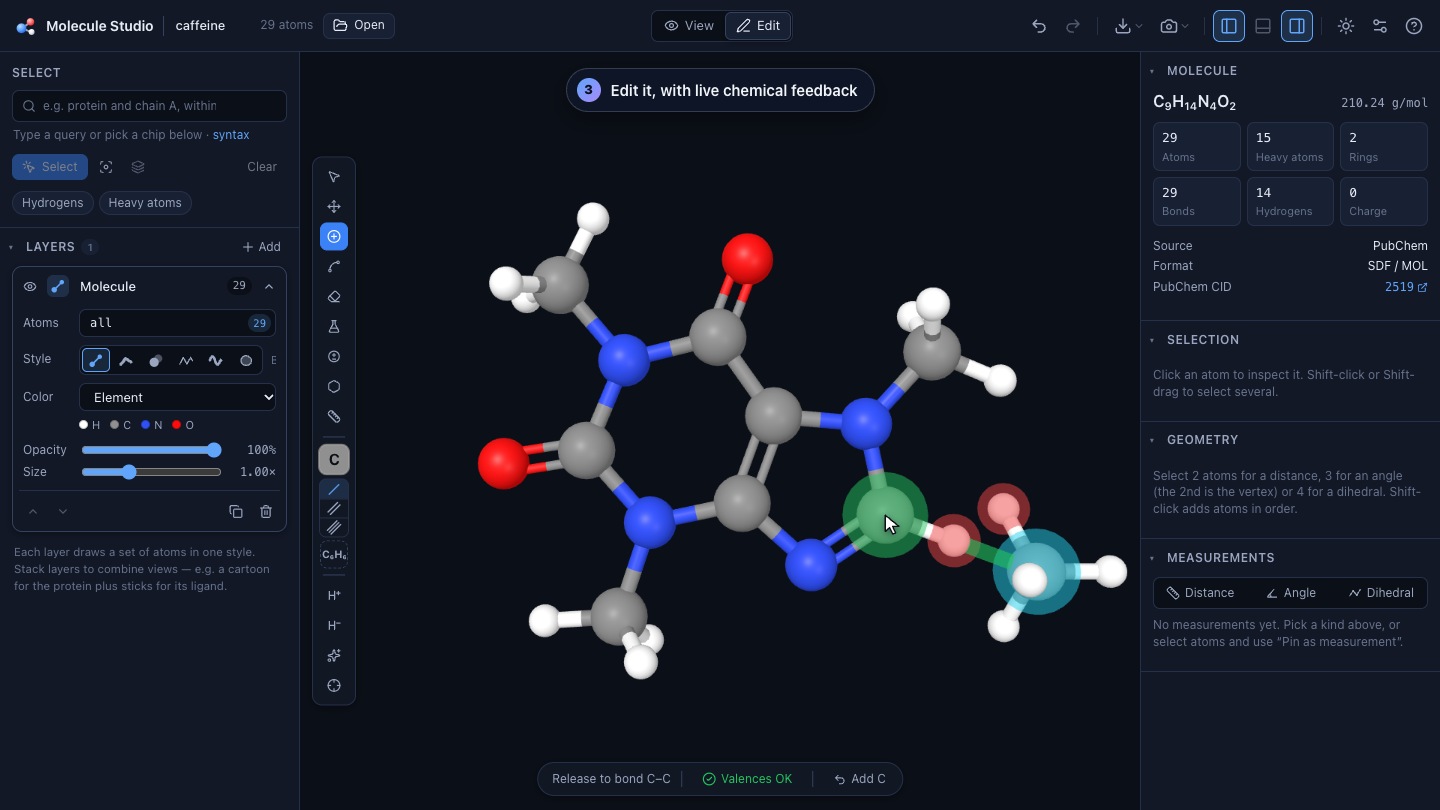 Molecule Studio
caffeine
29 atoms
Open
View
Edit
SELECT
e.g. protein and chain A, within
Type a query or pick a chip below · syntax
Select
Clear
Hydrogens
Heavy atoms
LAYERS 1
Add
Molecule
29
Atoms
all
29
Style
Color
Element
H C N O
Opacity
100%
Size
1.00×
Each layer draws a set of atoms in one style.
Stack layers to combine views — e.g. a cartoon
for the protein plus sticks for its ligand.
3 Edit it, with live chemical feedback
C
C₆H₆
H⁺
H⁻
Release to bond C–C
Valences OK
Add C
MOLECULE
C₉H₁₄N₄O₂
210.24 g/mol
29
Atoms
15
Heavy atoms
2
Rings
29
Bonds
14
Hydrogens
0
Charge
Source
PubChem
Format
SDF / MOL
PubChem CID
2519
SELECTION
Click an atom to inspect it. Shift-click or Shift-
drag to select several.
GEOMETRY
Select 2 atoms for a distance, 3 for an angle
(the 2nd is the vertex) or 4 for a dihedral. Shift-
click adds atoms in order.
MEASUREMENTS
Distance
Angle
Dihedral
No measurements yet. Pick a kind above, or
select atoms and use “Pin as measurement”.